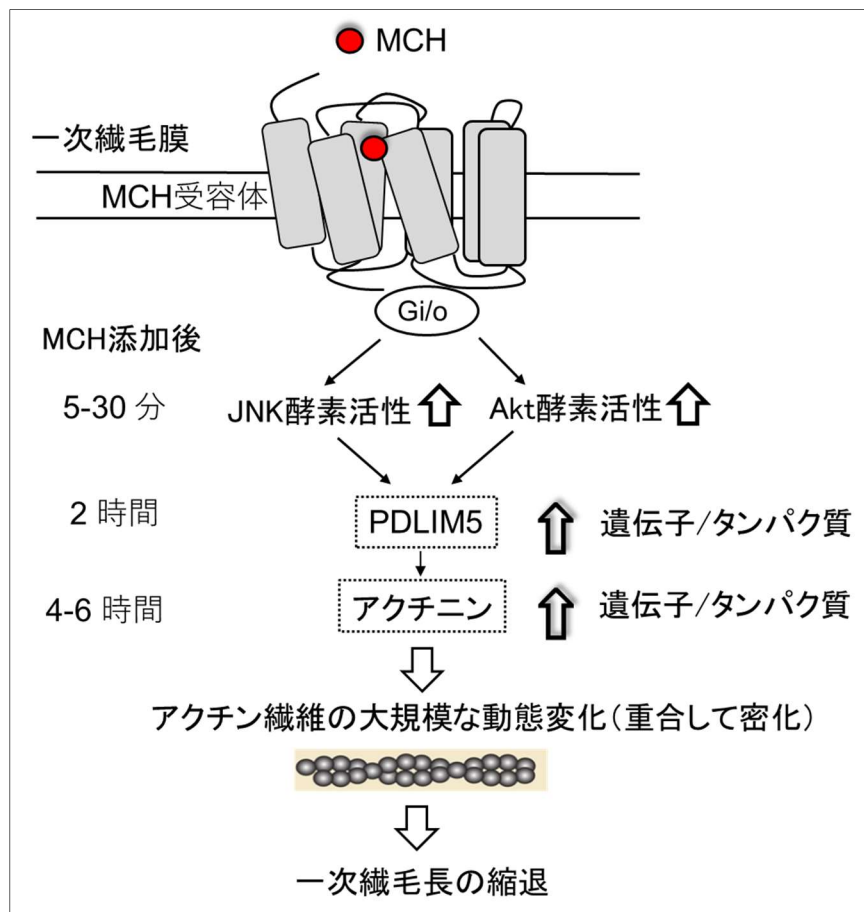 MCH
一次繊毛膜
MCH受容体
Gi/o
MCH添加後
5-30 分
JNK酵素活性
Akt酵素活性
2 時間
PDLIM5
遺伝子/タンパク質
4-6 時間
アクチニン
遺伝子/タンパク質
アクチン繊維の大規模な動態変化(重合して密化)
一次繊毛長の縮退